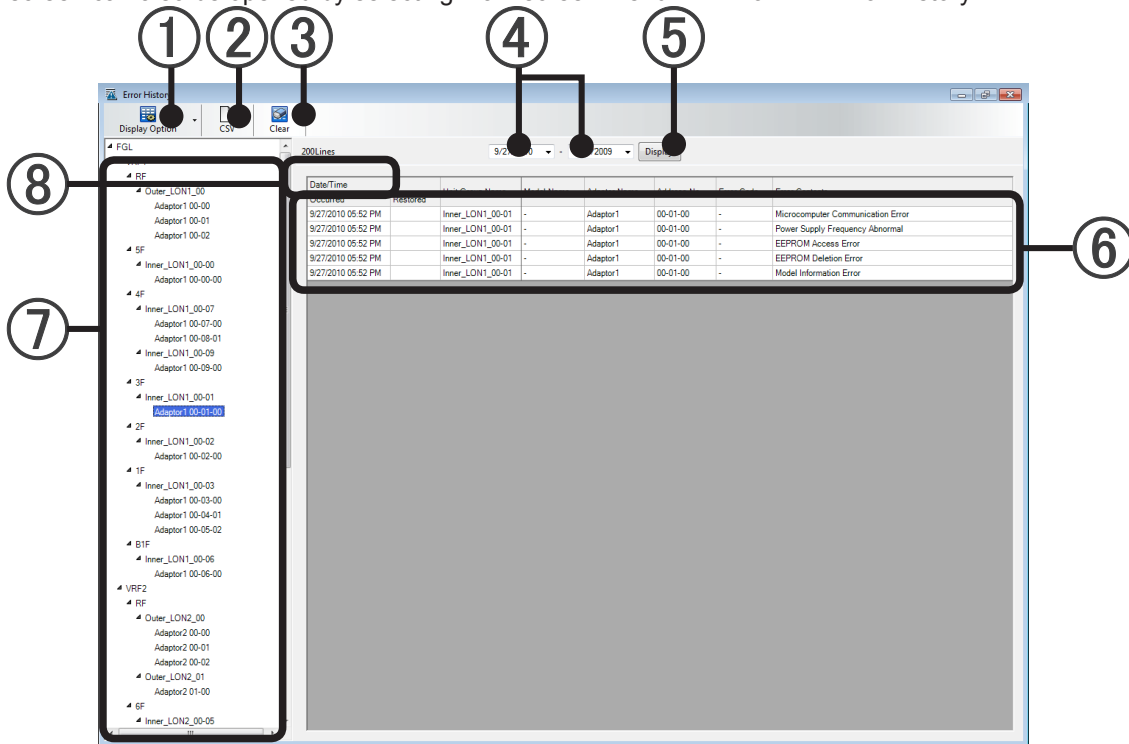 ① ② ③ ④ ⑤
Error History
Display Option CSV Clear
FGL
200Lines - 2009 Display
RF
⑧
Outer_LON1_00
Date/Time
Adaptor1 00-00
Occurred Restored
Adaptor1 00-01
9/27/2010 05:52 PM Inner_LON1_00-01 - Adaptor1 00-01-00 - Microcomputer Communication Error
9/27/2010 05:52 PM Inner_LON1_00-01 - Adaptor1 00-01-00 - Power Supply Frequency Abnormal
Adaptor1 00-02
9/27/2010 05:52 PM Inner_LON1_00-01 - Adaptor1 00-01-00 - EEPROM Access Error
5F
⑥
9/27/2010 05:52 PM Inner_LON1_00-01 - Adaptor1 00-01-00 - EEPROM Deletion Error
Inner_LON1_00-00
9/27/2010 05:52 PM Inner_LON1_00-01 - Adaptor1 00-01-00 - Model Information Error
Adaptor1 00-00-00
4F
Inner_LON1_00-07
Adaptor1 00-07-00
⑦
Adaptor1 00-08-01
Inner_LON1_00-09
Adaptor1 00-09-00
3F
Inner_LON1_00-01
Adaptor1 00-01-00
2F
Inner_LON1_00-02
Adaptor1 00-02-00
1F
Inner_LON1_00-03
Adaptor1 00-03-00
Adaptor1 00-04-01
Adaptor1 00-05-02
B1F
Inner_LON1_00-06
Adaptor1 00-06-00
VRF2
RF
Outer_LON2_00
Adaptor2 00-00
Adaptor2 00-01
Adaptor2 00-02
Outer_LON2_01
Adaptor2 01-00
6F
Inner_LON2_00-05